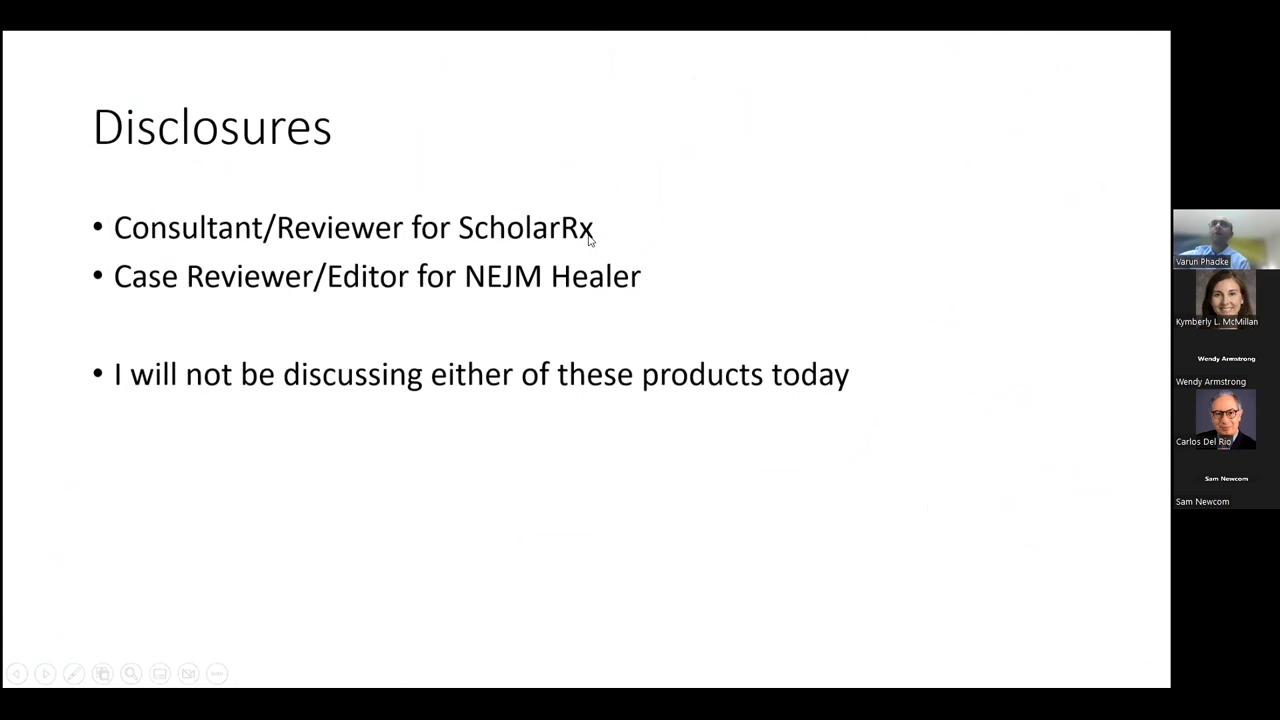 Disclosures
• Consultant/Reviewer for ScholarRx
• Case Reviewer/Editor for NEJM Healer
• I will not be discussing either of these products today
Varun Phadke
Kymberly L. McMillan
Wendy Armstrong
Wendy Armstrong
Carlos Del Rio
Sam Newcom
Sam Newcom